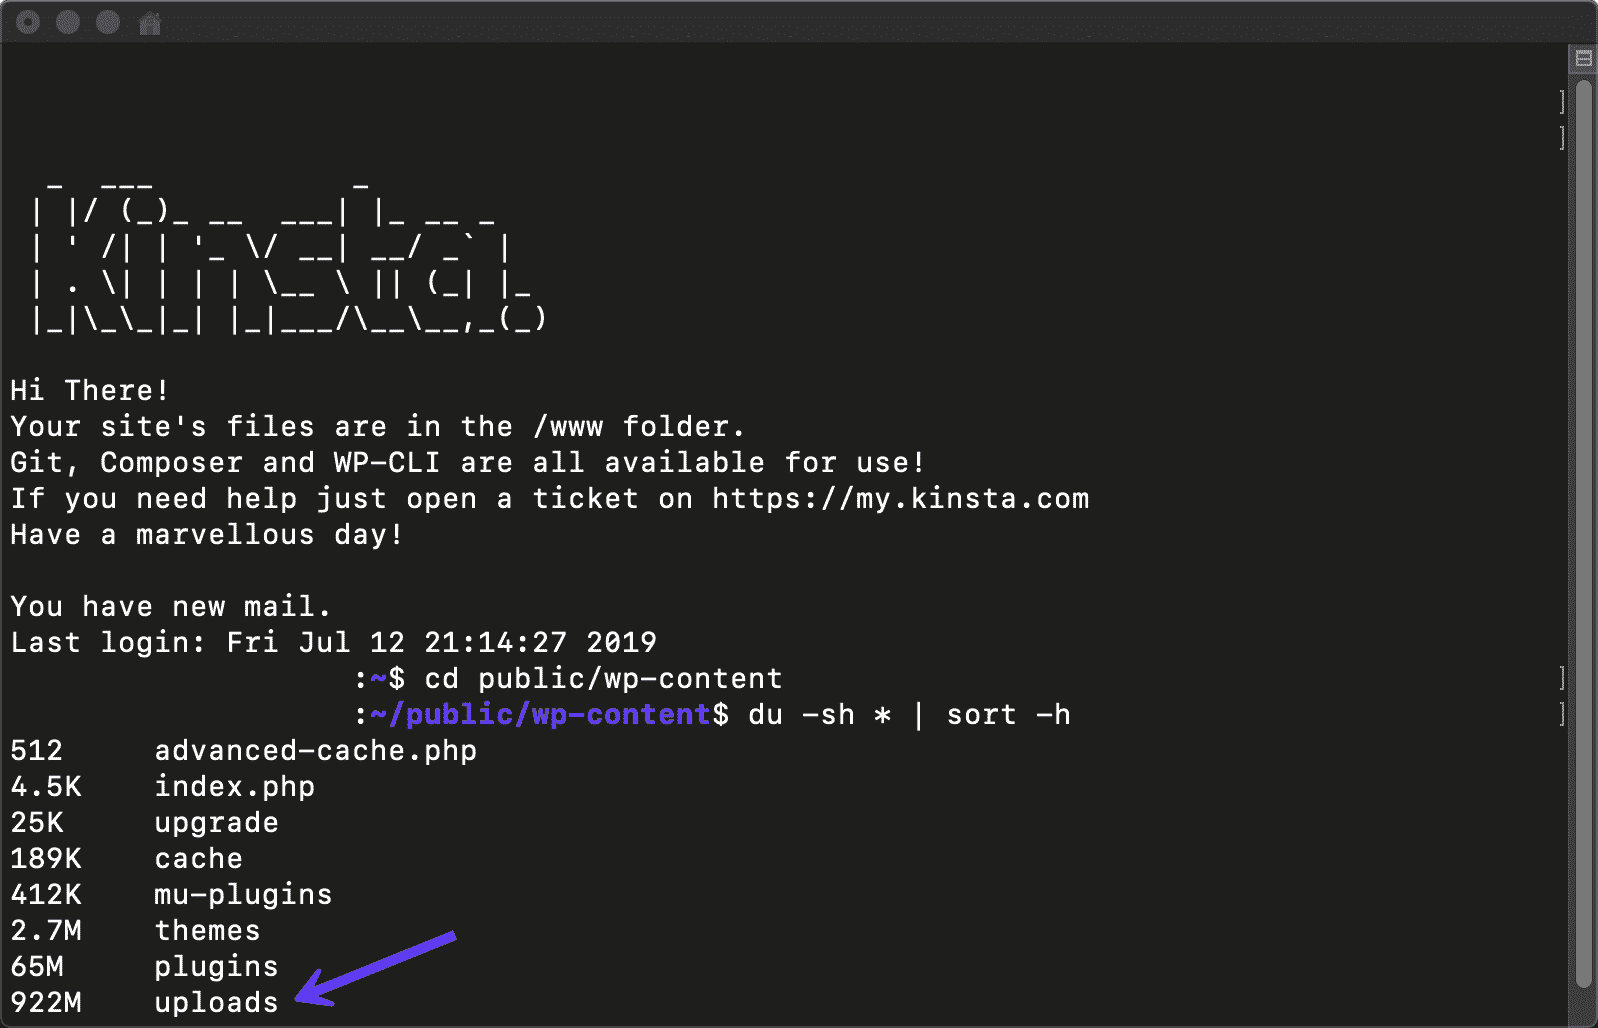 _  ___           _
| |/ (_)_ __  ___| |_ __ _
| ' /| | '_ \/ __| __/ _` |
| . \| | | | \__ \ || (_| |_
|_|\_\_|_| |_|___/\__\__,_(_)
Hi There!
Your site's files are in the /www folder.
Git, Composer and WP-CLI are all available for use!
If you need help just open a ticket on https://my.kinsta.com
Have a marvellous day!
You have new mail.
Last login: Fri Jul 12 21:14:27 2019
:~$ cd public/wp-content
:~/public/wp-content$ du -sh * | sort -h
512 advanced-cache.php
4.5K index.php
25K upgrade
189K cache
412K mu-plugins
2.7M themes
65M plugins
922M uploads